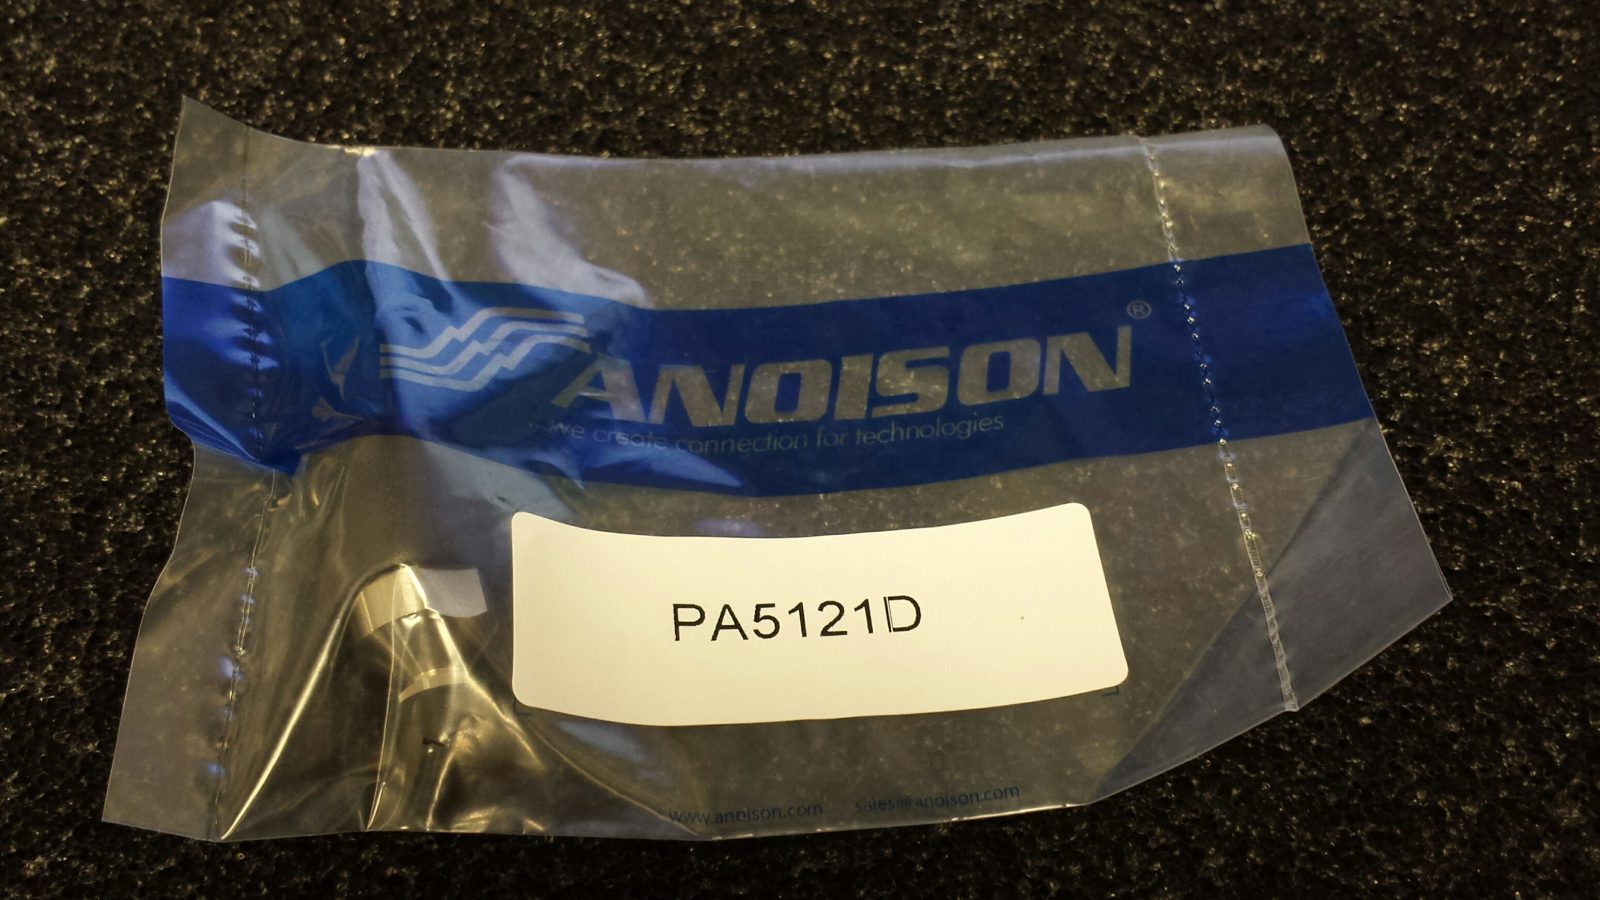 ANOISON®
...we create connection for technologies
PA5121D
www.anoison.com sales@anoison.com